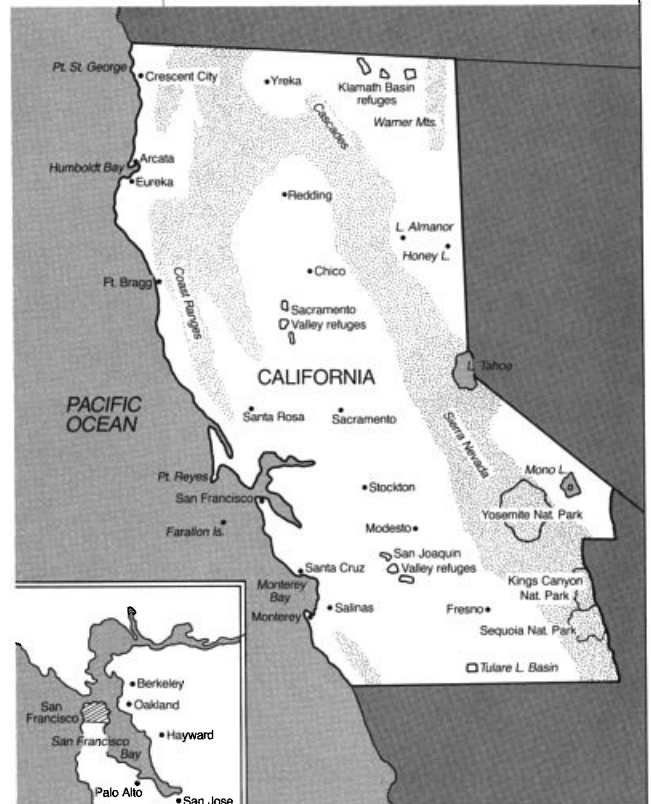 Pt. St. George
Crescent City
Yreka
Klamath Basin
refuges
Cascades
Warner Mts.
Humboldt Bay
Arcata
Eureka
Redding
L. Almanor
Honey L.
Ft. Bragg
Coast Ranges
Chico
Sacramento
Valley refuges
L. Tahoe
CALIFORNIA
PACIFIC
OCEAN
Santa Rosa
Sacramento
Sierra Nevada
Pt. Reyes
San Francisco
Stockton
Mono L.
Yosemite Nat. Park
Farallon Is.
Modesto
San Joaquin
Valley refuges
Santa Cruz
Monterey
Bay
Kings Canyon
Nat. Park
Monterey
Salinas
Fresno
Sequoia Nat. Park
Tulare L. Basin
Berkeley
San
Francisco
Oakland
San Francisco
Bay
Hayward
Palo Alto
San Jose